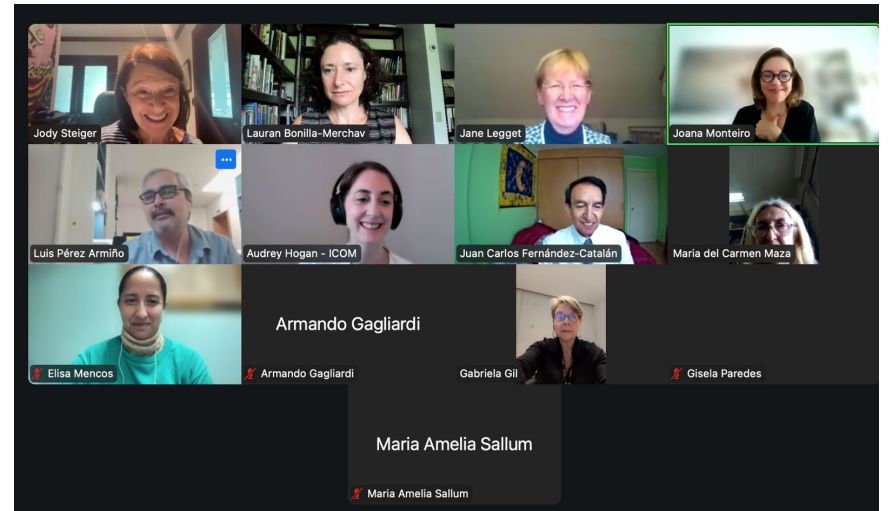 Jody Steiger
Lauran Bonilla-Merchav
Jane Legget
Joana Monteiro
Luis Pérez Armiño
Audrey Hogan - ICOM
Juan Carlos Fernández-Catalán
Maria del Carmen Maza
Elisa Mencos
Armando Gagliardi
Armando Gagliardi
Gabriela Gil
Gisela Paredes
Maria Amelia Sallum
Maria Amelia Sallum